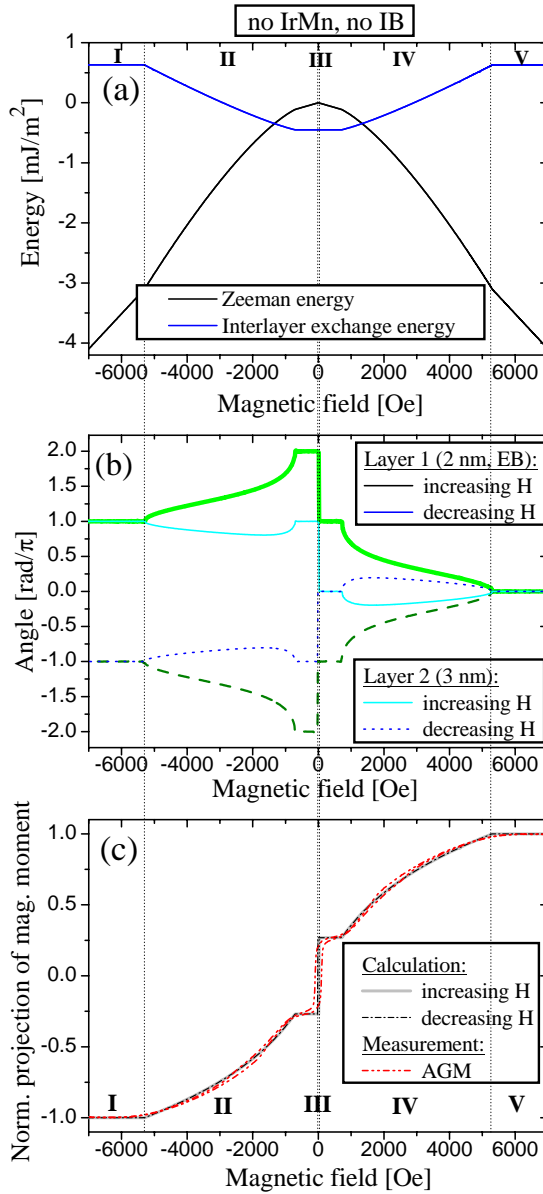 no IrMn, no IB
1
0
-1
-2
-3
-4
Energy [mJ/m²]
I II III IV V
(a)
Zeeman energy
Interlayer exchange energy
-6000 -4000 -2000 0 2000 4000 6000
Magnetic field [Oe]
2.0
1.5
1.0
0.5
0.0
-0.5
-1.0
-1.5
-2.0
Angle [rad/π]
(b)
Layer 1 (2 nm, EB):
increasing H
decreasing H
Layer 2 (3 nm):
increasing H
decreasing H
-6000 -4000 -2000 0 2000 4000 6000
Magnetic field [Oe]
1.0
0.5
0.0
-0.5
-1.0
Norm. projection of mag. moment
(c)
Calculation:
increasing H
decreasing H
Measurement:
AGM
I II III IV V
-6000 -4000 -2000 0 2000 4000 6000
Magnetic field [Oe]